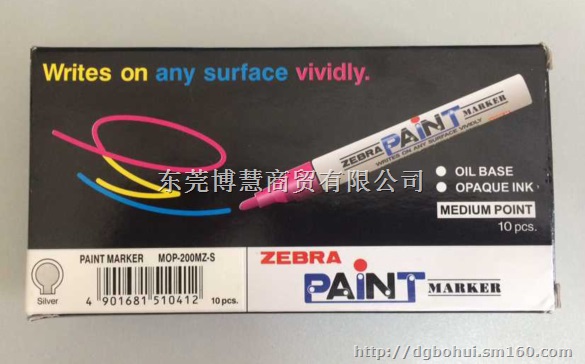 Writes on any surface vividly.
ZEBRA PAINT MARKER
WRITES ON ANY SURFACE VIVIDLY
东莞博慧商贸有限公司
OIL BASE
OPAQUE INK
MEDIUM POINT
10 pcs.
PAINT MARKER MOP-200MZ-S
Silver
4 901681 510412
10 pcs.
ZEBRA
PAINT MARKER
http://dgbohui.sm160.com